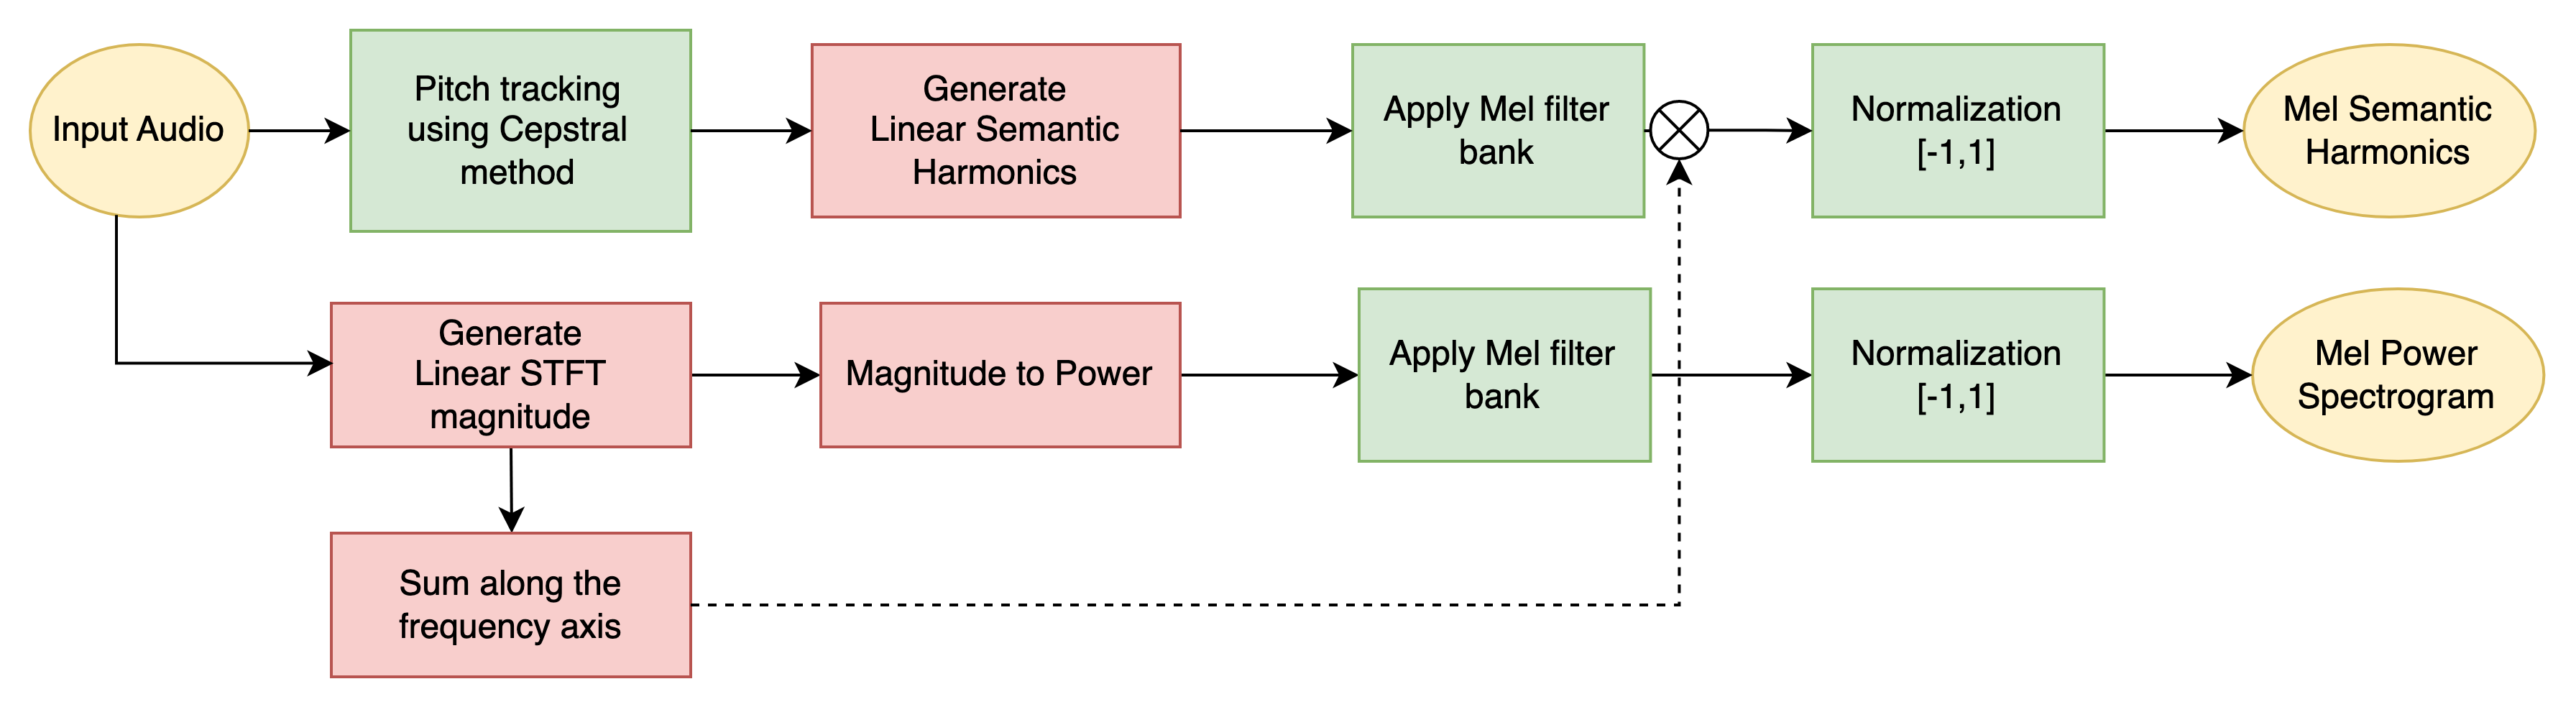 Input Audio
Pitch tracking
using Cepstral
method
Generate
Linear Semantic
Harmonics
Apply Mel filter
bank
Normalization
[-1,1]
Mel Semantic
Harmonics
Generate
Linear STFT
magnitude
Magnitude to Power
Apply Mel filter
bank
Normalization
[-1,1]
Mel Power
Spectrogram
Sum along the
frequency axis